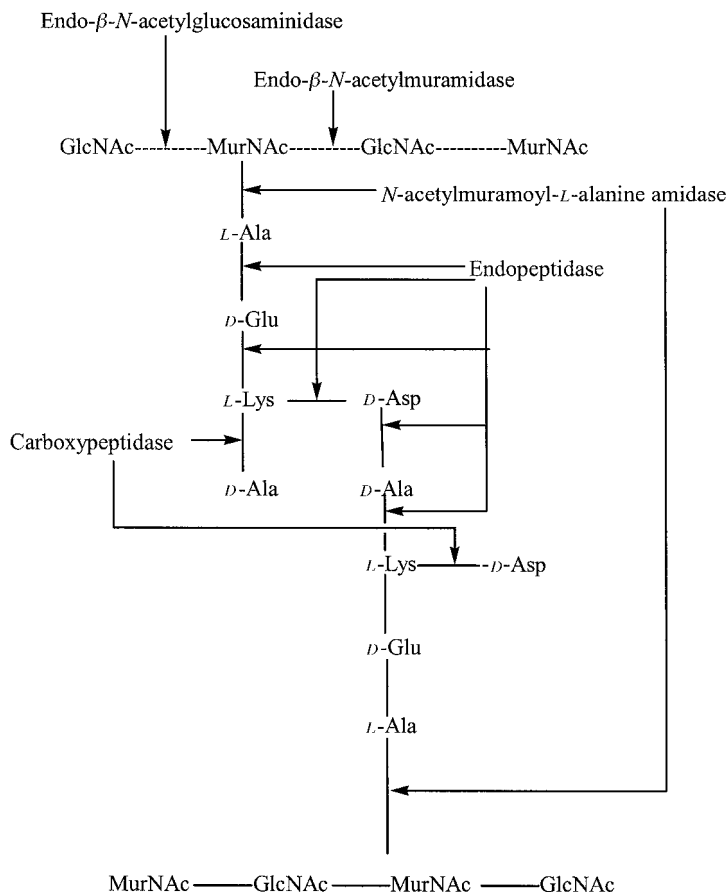 Endo-β-N-acetylglucosaminidase
Endo-β-N-acetylmuramidase
GlcNAc MurNAc GlcNAc MurNAc
N-acetylmuramoyl-L-alanine amidase
L-Ala
Endopeptidase
D-Glu
L-Lys D-Asp
Carboxypeptidase
D-Ala D-Ala
L-Lys D-Asp
D-Glu
L-Ala
MurNAc GlcNAc MurNAc GlcNAc